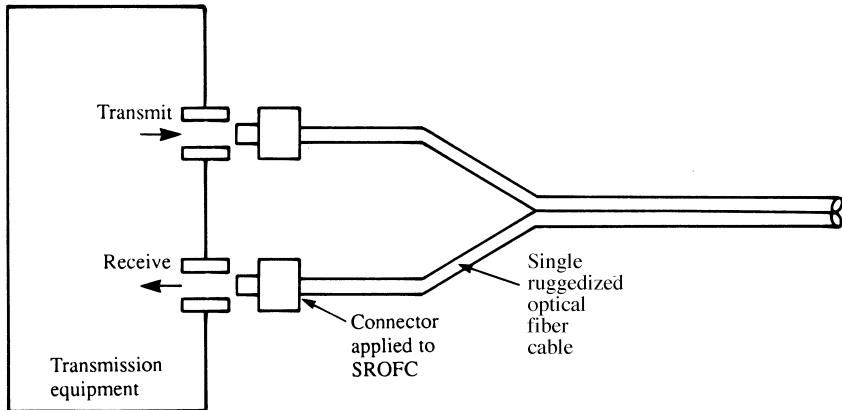 Transmit
Receive
Single
ruggedized
optical
fiber
cable
Connector
applied to
SROFC
Transmission
equipment